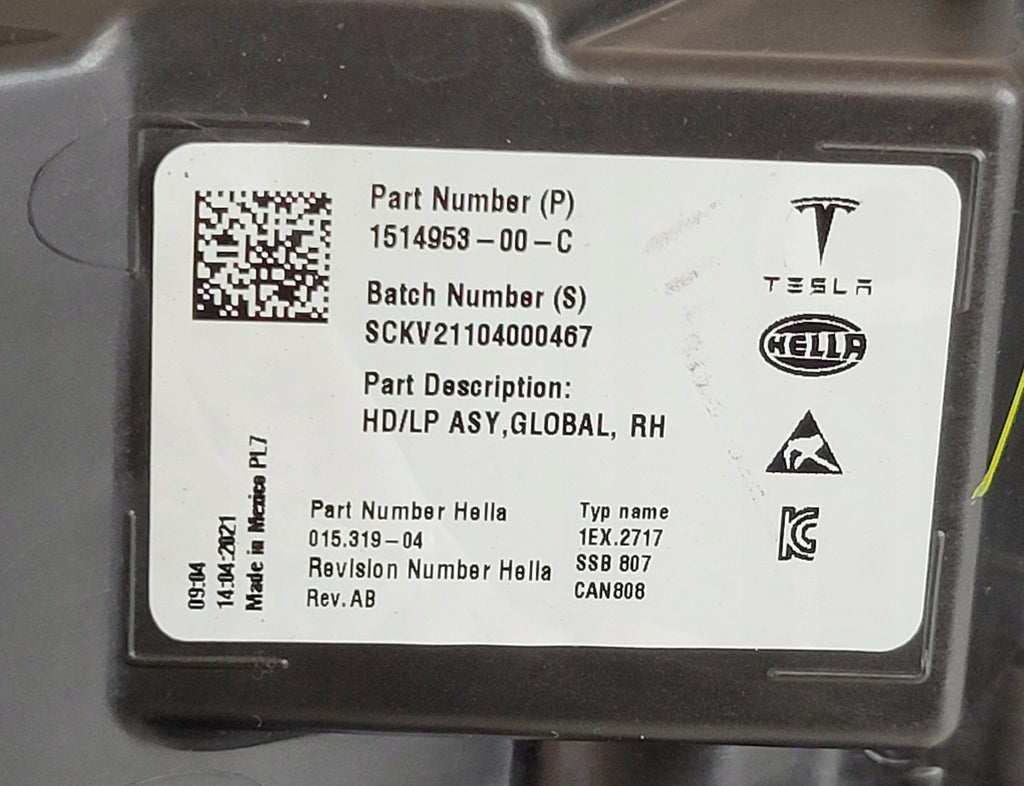 Part Number (P)
1514953-00-C
Batch Number (S)
SCKV21104000467
Part Description:
HD/LP ASY,GLOBAL, RH
Part Number Hella
015.319-04
Revision Number Hella
Rev.AB
Typ name
1EX.2717
SSB 807
CAN808
09:04
14:04:2021
Made in Mexico PL7
TESLA
HELLA